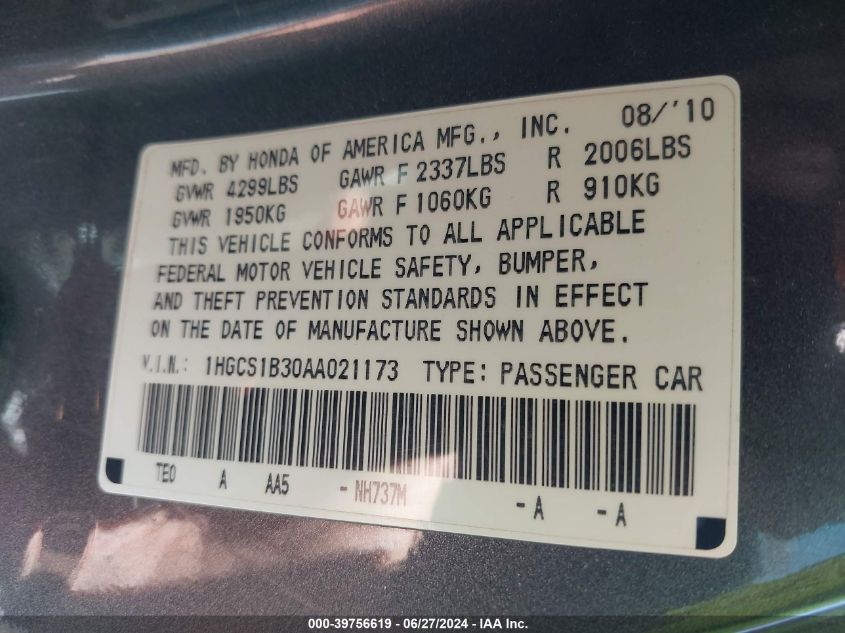 MFD. BY HONDA OF AMERICA MFG., INC. 08/'10
GVWR 4299LBS GAWR F 2337LBS R 2006LBS
GVWR 1950KG GAWR F 1060KG R 910KG
THIS VEHICLE CONFORMS TO ALL APPLICABLE
FEDERAL MOTOR VEHICLE SAFETY, BUMPER,
AND THEFT PREVENTION STANDARDS IN EFFECT
ON THE DATE OF MANUFACTURE SHOWN ABOVE.
V.I.N.: 1HGCS1B30AA021173 TYPE: PASSENGER CAR
TE0 A AA5 - NH737M - A - A
000-39756619 - 06/27/2024 - IAA Inc.